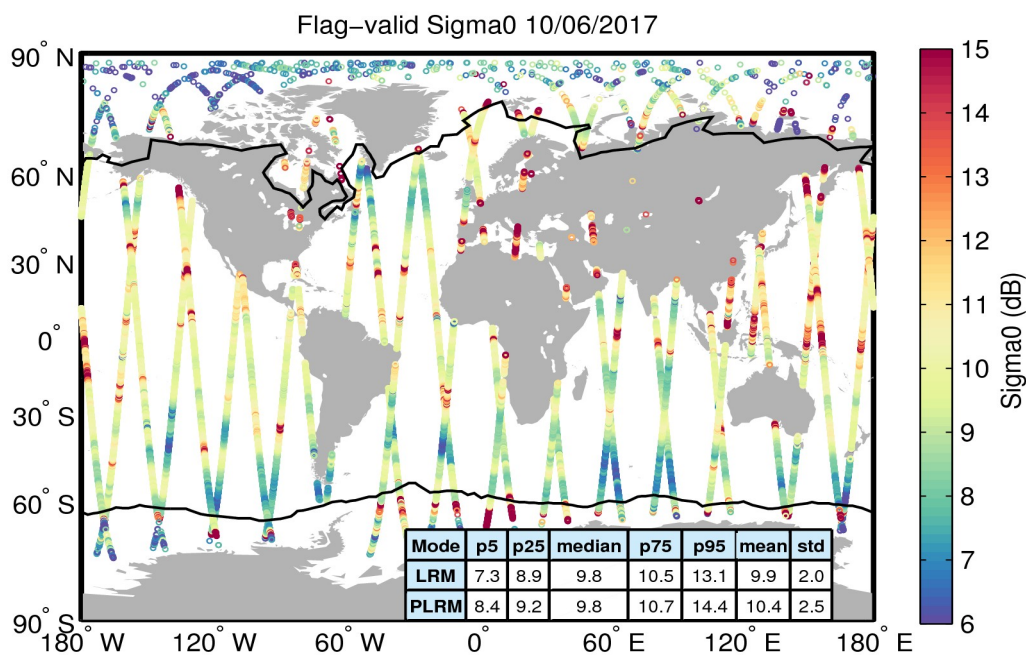 Flag−valid Sigma0 10/06/2017
90° N
60° N
30° N
0°
30° S
60° S
90° S
180° W
120° W
60° W
0°
60° E
120° E
180° E
15
14
13
12
11
10
9
8
7
6
Sigma0 (dB)
Mode p5 p25 median p75 p95 mean std
LRM 7.3 8.9 9.8 10.5 13.1 9.9 2.0
PLRM 8.4 9.2 9.8 10.7 14.4 10.4 2.5